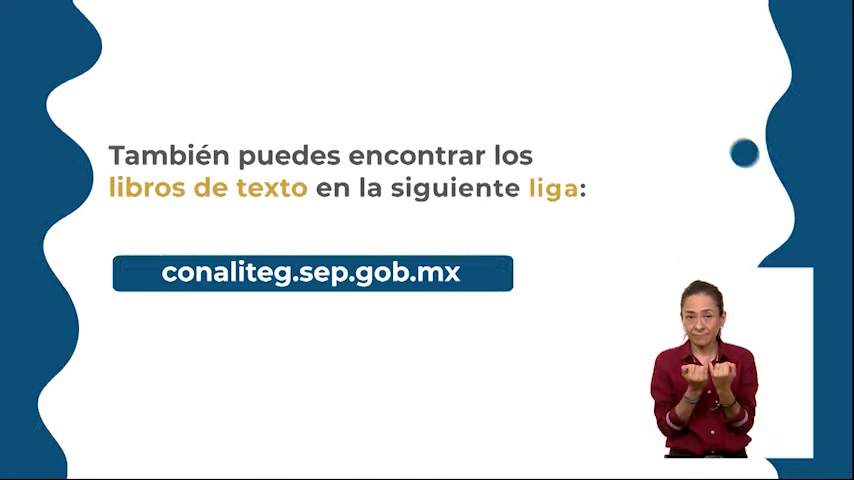 También puedes encontrar los
libros de texto en la siguiente liga:
conaliteg.sep.gob.mx